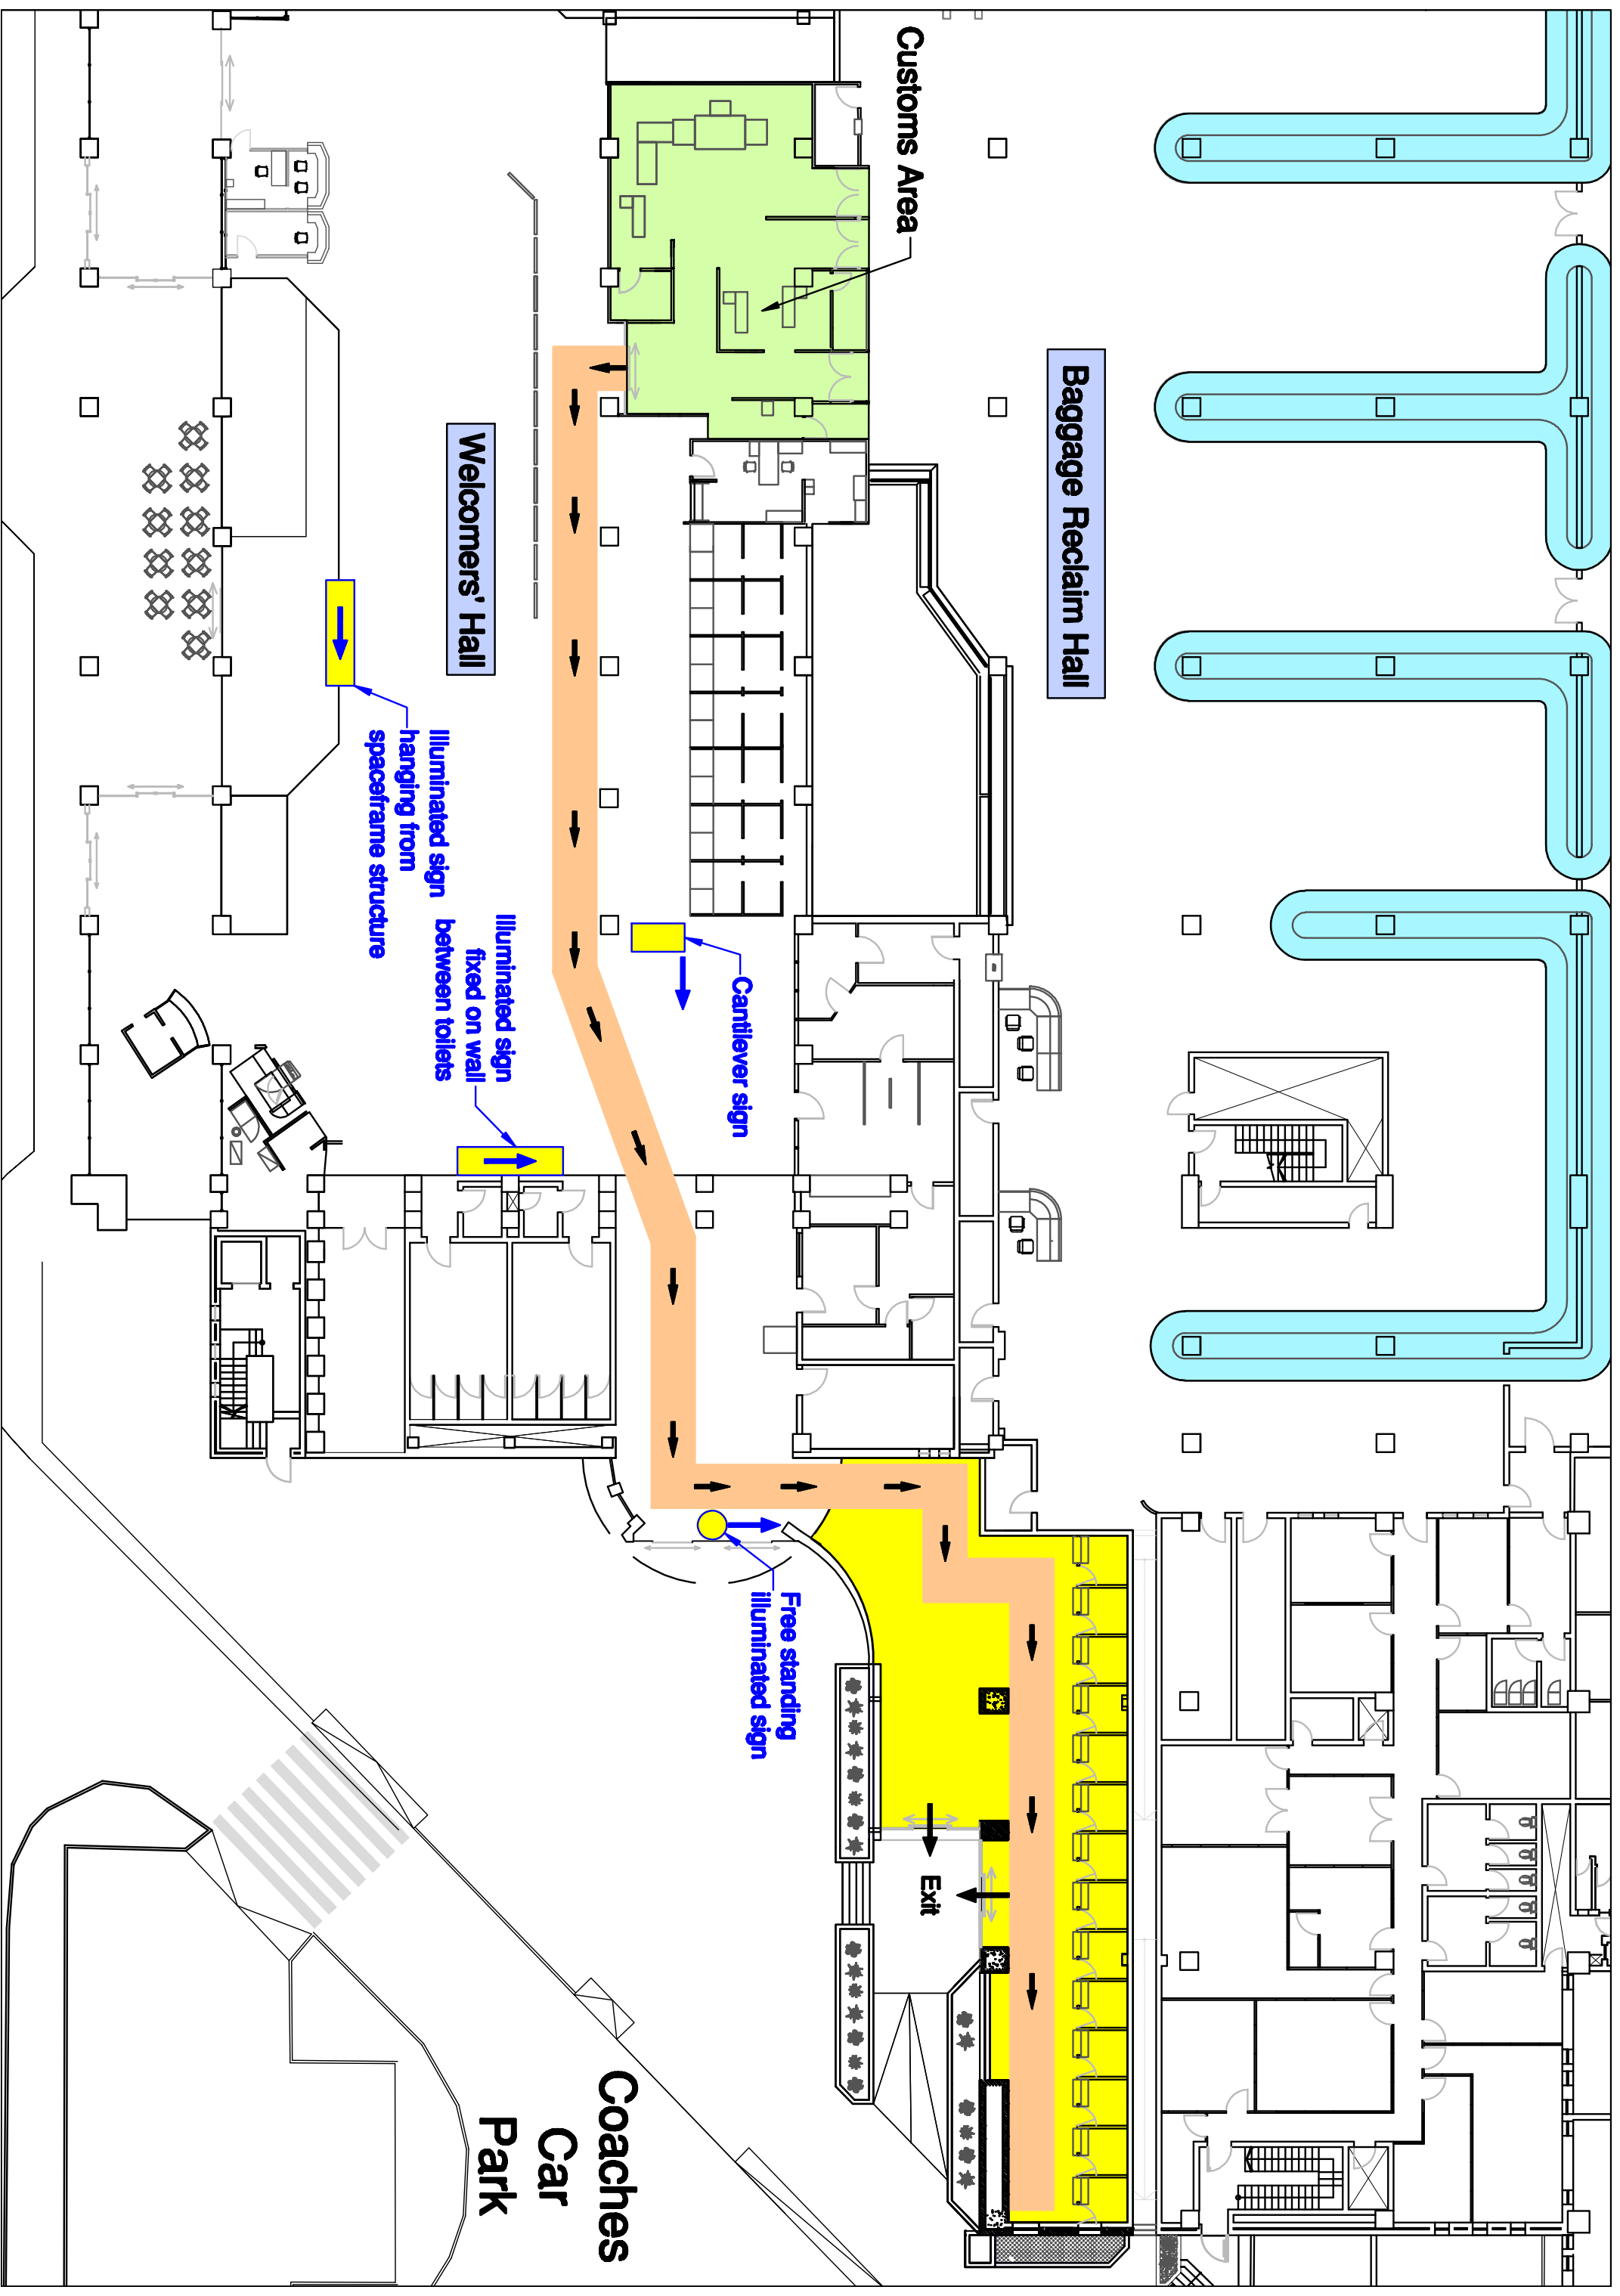 Customs Area
Baggage Reclaim Hall
Welcomers' Hall
Illuminated sign
hanging from
spaceframe structure
Illuminated sign
fixed on wall
between toilets
Cantilever sign
Free standing
illuminated sign
Exit
Coaches
Car
Park